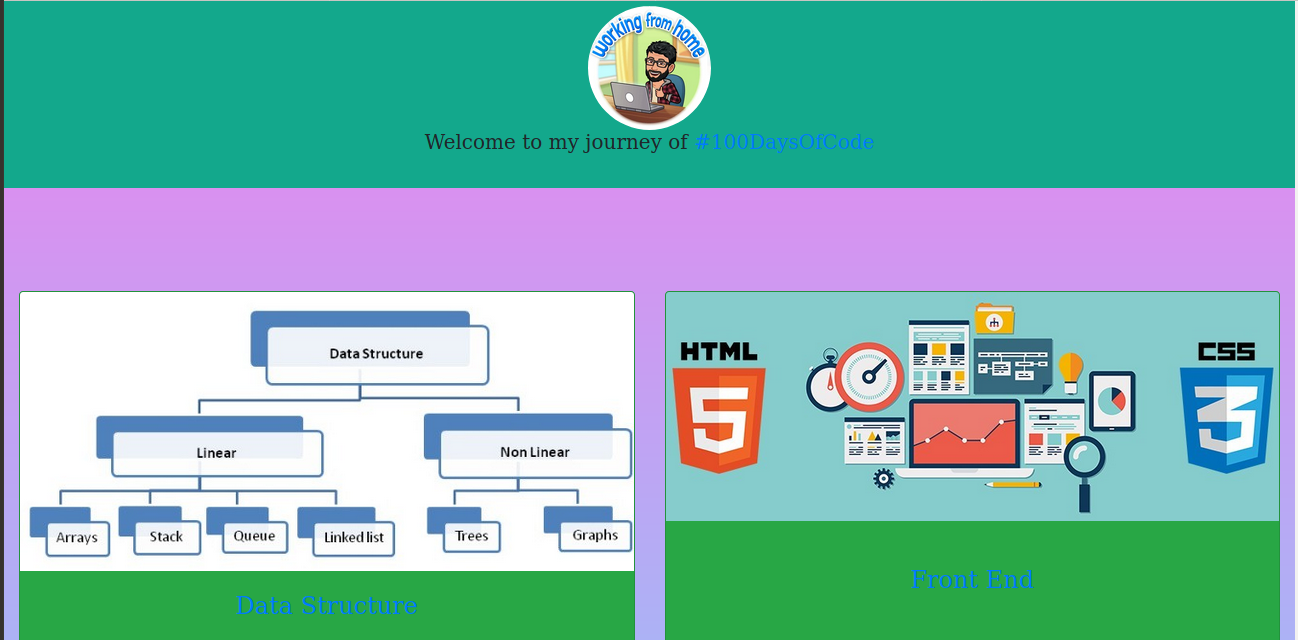 working from home
Welcome to my journey of #100DaysOfCode
Data Structure
Linear
Non Linear
Arrays
Stack
Queue
Linked list
Trees
Graphs
Data Structure
HTML
5
CSS
3
Front End